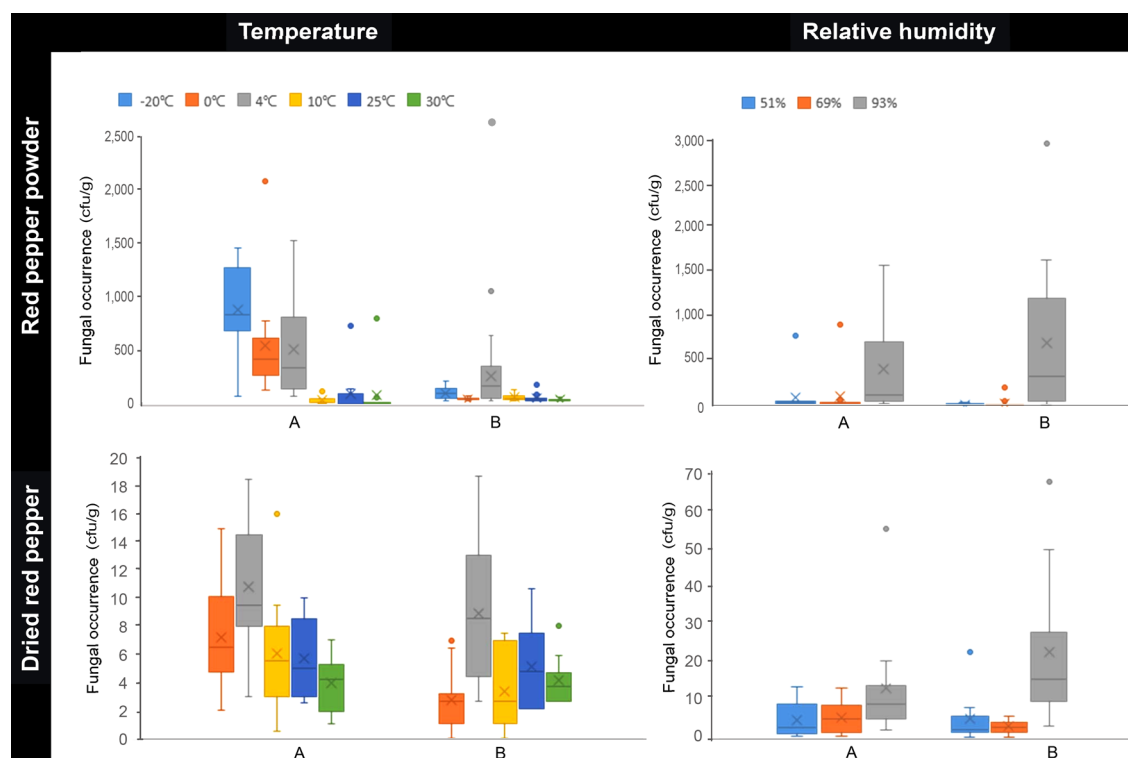 Temperature
Relative humidity
Red pepper powder
-20℃ 0℃ 4℃ 10℃ 25℃ 30℃
Fungal occurrence (cfu/g)
2,500
2,000
1,500
1,000
500
0
A B
51% 69% 93%
Fungal occurrence (cfu/g)
3,000
2,500
2,000
1,500
1,000
500
0
A B
Dried red pepper
Fungal occurrence (cfu/g)
20
18
16
14
12
10
8
6
4
2
0
A B
Fungal occurrence (cfu/g)
70
60
50
40
30
20
10
0
A B